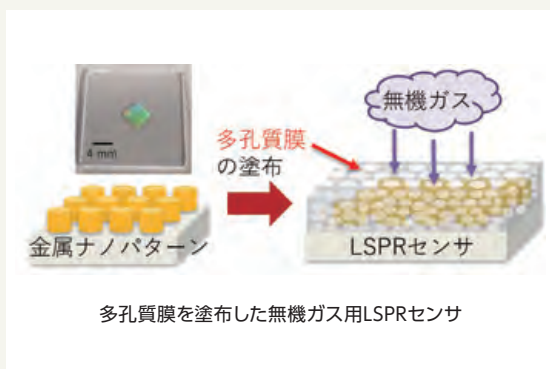 4 mm
無機ガス
多孔質膜
の塗布
金属ナノパターン
LSPRセンサ
多孔質膜を塗布した無機ガス用LSPRセンサ